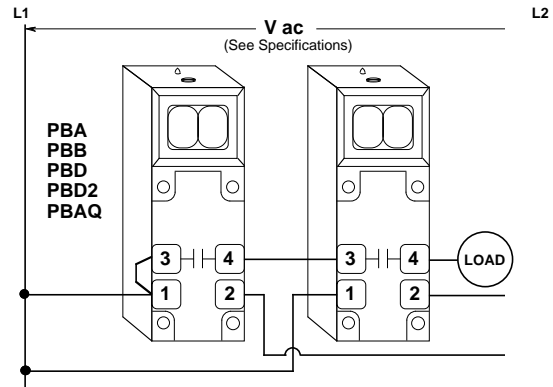 L1
L2
V ac
(See Specifications)
PBA
PBB
PBD
PBD2
PBAQ
3 4 3 4 LOAD
1 2 1 2